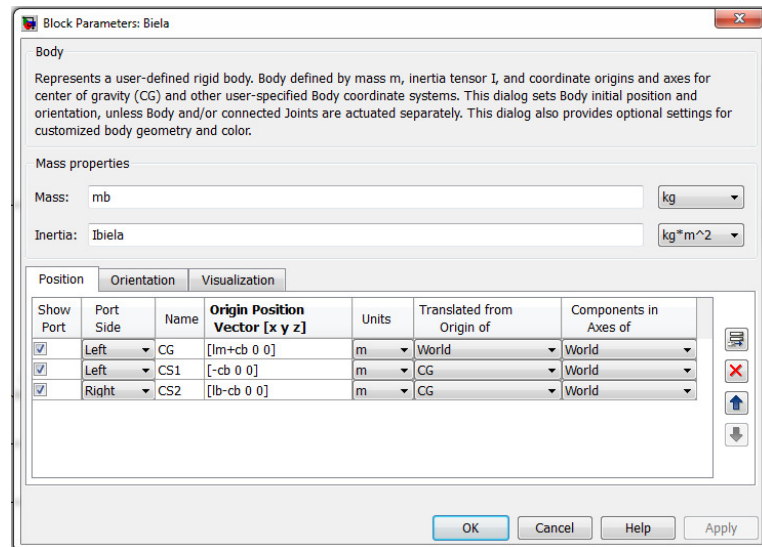 Block Parameters: Biela
Body
Represents a user-defined rigid body. Body defined by mass m, inertia tensor I, and coordinate origins and axes for
center of gravity (CG) and other user-specified Body coordinate systems. This dialog sets Body initial position and
orientation, unless Body and/or connected Joints are actuated separately. This dialog also provides optional settings for
customized body geometry and color.
Mass properties
Mass: mb kg
Inertia: Ibiela kg*m^2
Position Orientation Visualization
Show Port Origin Position Translated from Components in
Port Side Name Vector [x y z] Units Origin of Axes of
Left CG [lm+cb 0 0] m World World
Left CS1 [-cb 0 0] m CG World
Right CS2 [lb-cb 0 0] m CG World
OK Cancel Help Apply